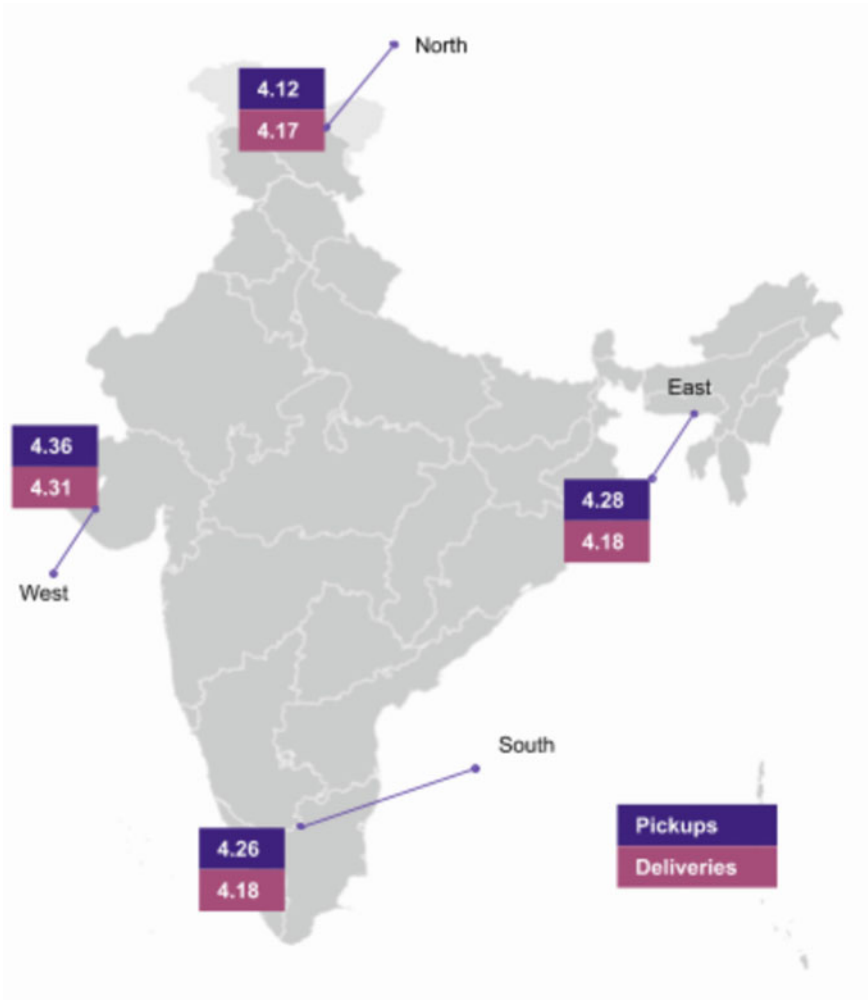 North
4.12
4.17
East
4.36
4.31
4.28
4.18
West
South
4.26
4.18
Pickups
Deliveries